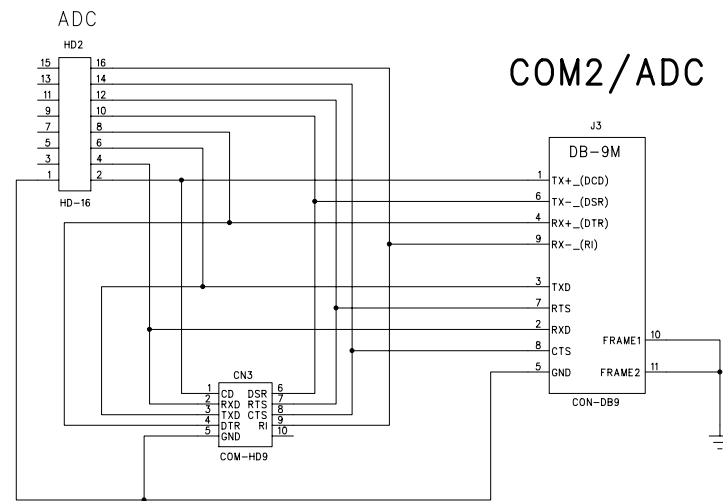 ADC
HD2
15 16
13 14
11 12
9 10
7 8
5 6
3 4
1 2
HD-16
COM2/ADC
J3
DB-9M
1 TX+_(DCD)
6 TX-_(DSR)
4 RX+_(DTR)
9 RX-_(RI)
3 TXD
7 RTS
2 RXD
8 CTS
5 GND
FRAME1 10
FRAME2 11
CON-DB9
CN3
1 CD DSR 6
2 RXD RTS 7
3 TXD CTS 8
4 DTR RI 9
5 GND 10
COM-HD9